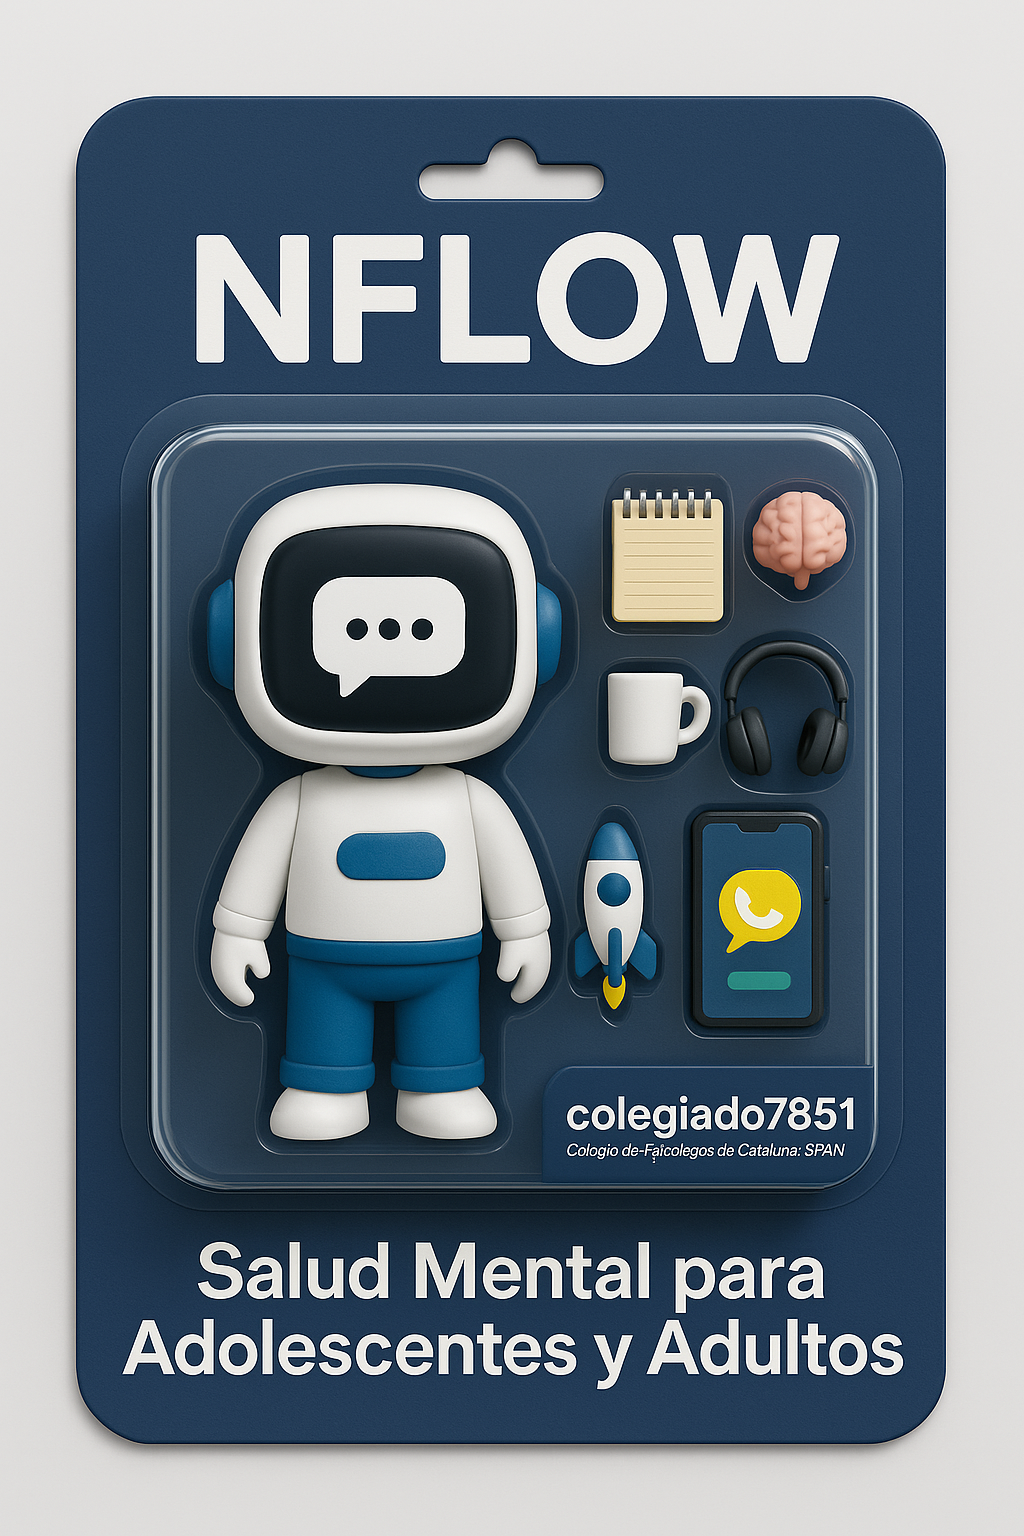 NFLOW
colegiado7851
Cologio de-Faicolegos de Cataluna: SPAN
Salud Mental para
Adolescentes y Adultos